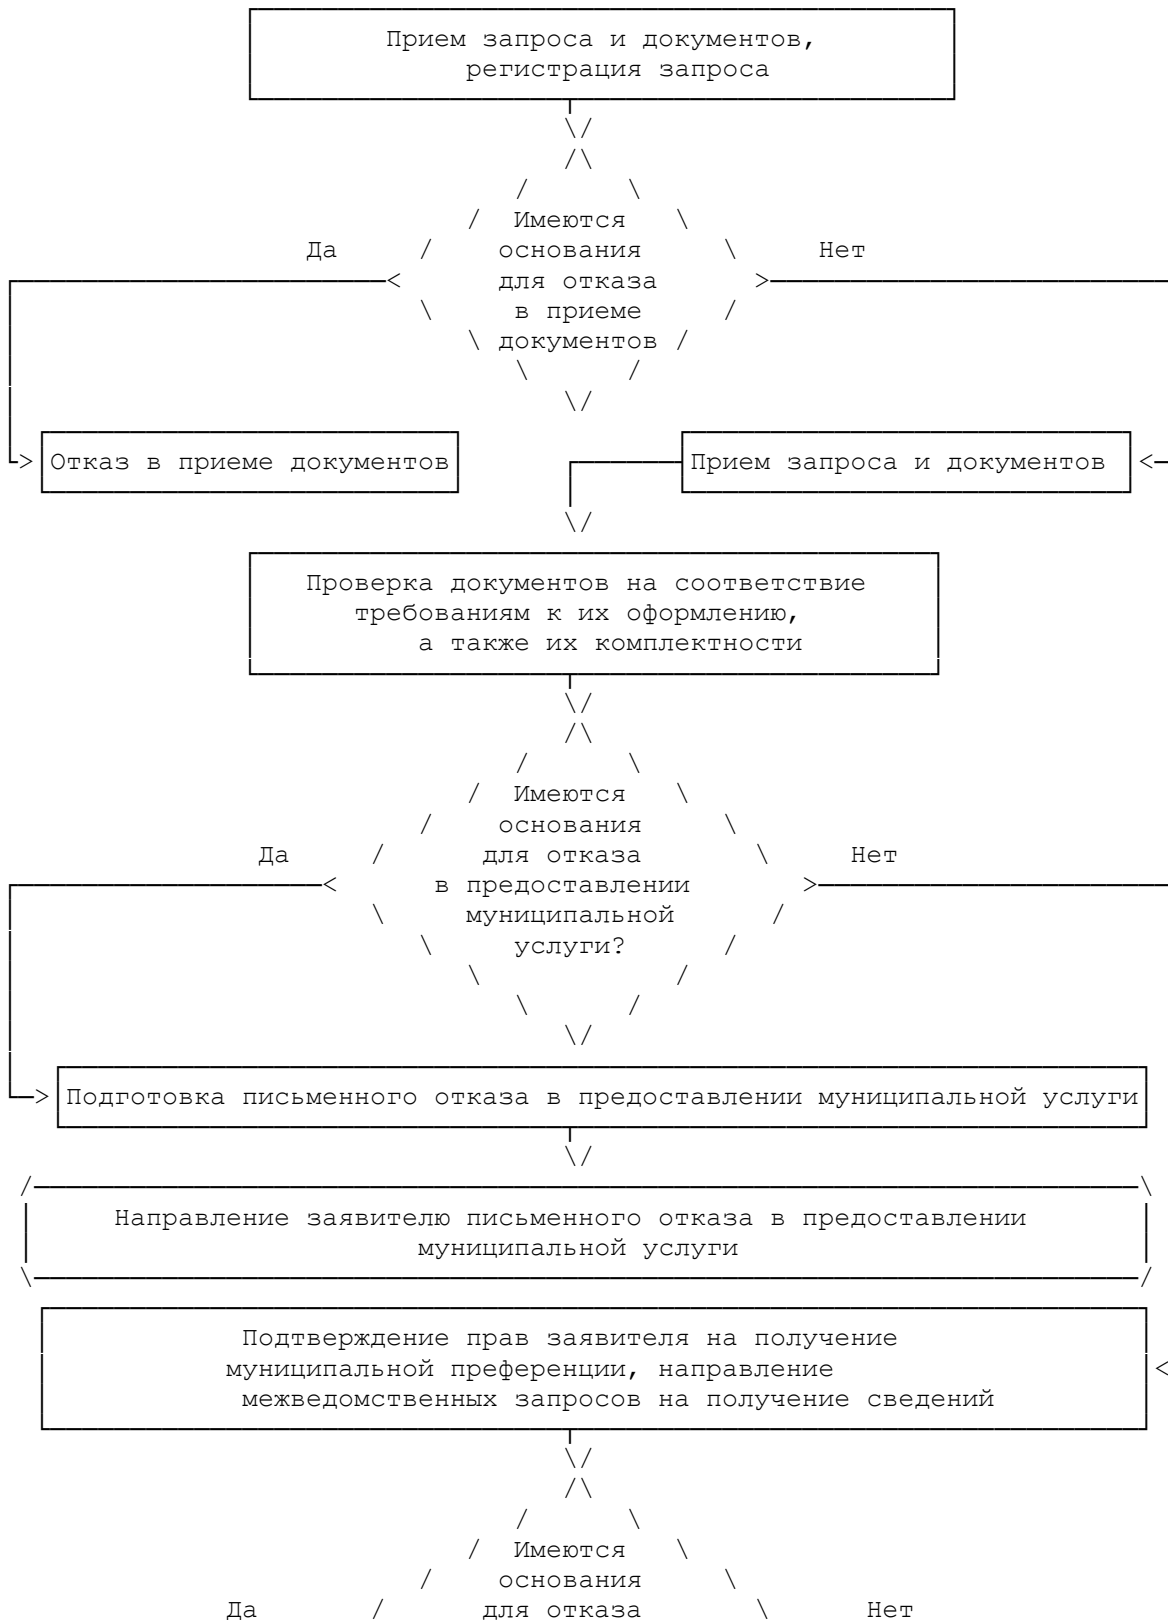 Прием запроса и документов,
регистрация запроса
Имеются
Да основания Нет
для отказа
в приеме
документов
Отказ в приеме документов Прием запроса и документов
Проверка документов на соответствие
требованиям к их оформлению,
а также их комплектности
Имеются
основания
Да для отказа Нет
в предоставлении
муниципальной
услуги?
Подготовка письменного отказа в предоставлении муниципальной услуги
Направление заявителю письменного отказа в предоставлении
муниципальной услуги
Подтверждение прав заявителя на получение
муниципальной преференции, направление
межведомственных запросов на получение сведений
Имеются
основания
Да для отказа Нет